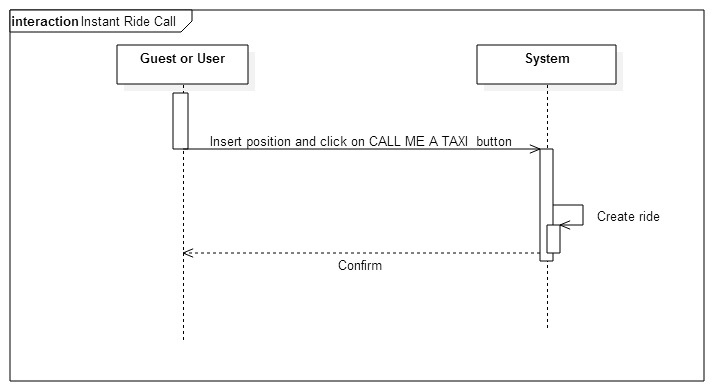 interaction Instant Ride Call
Guest or User
System
Insert position and click on CALL ME A TAXI  button
Create ride
Confirm